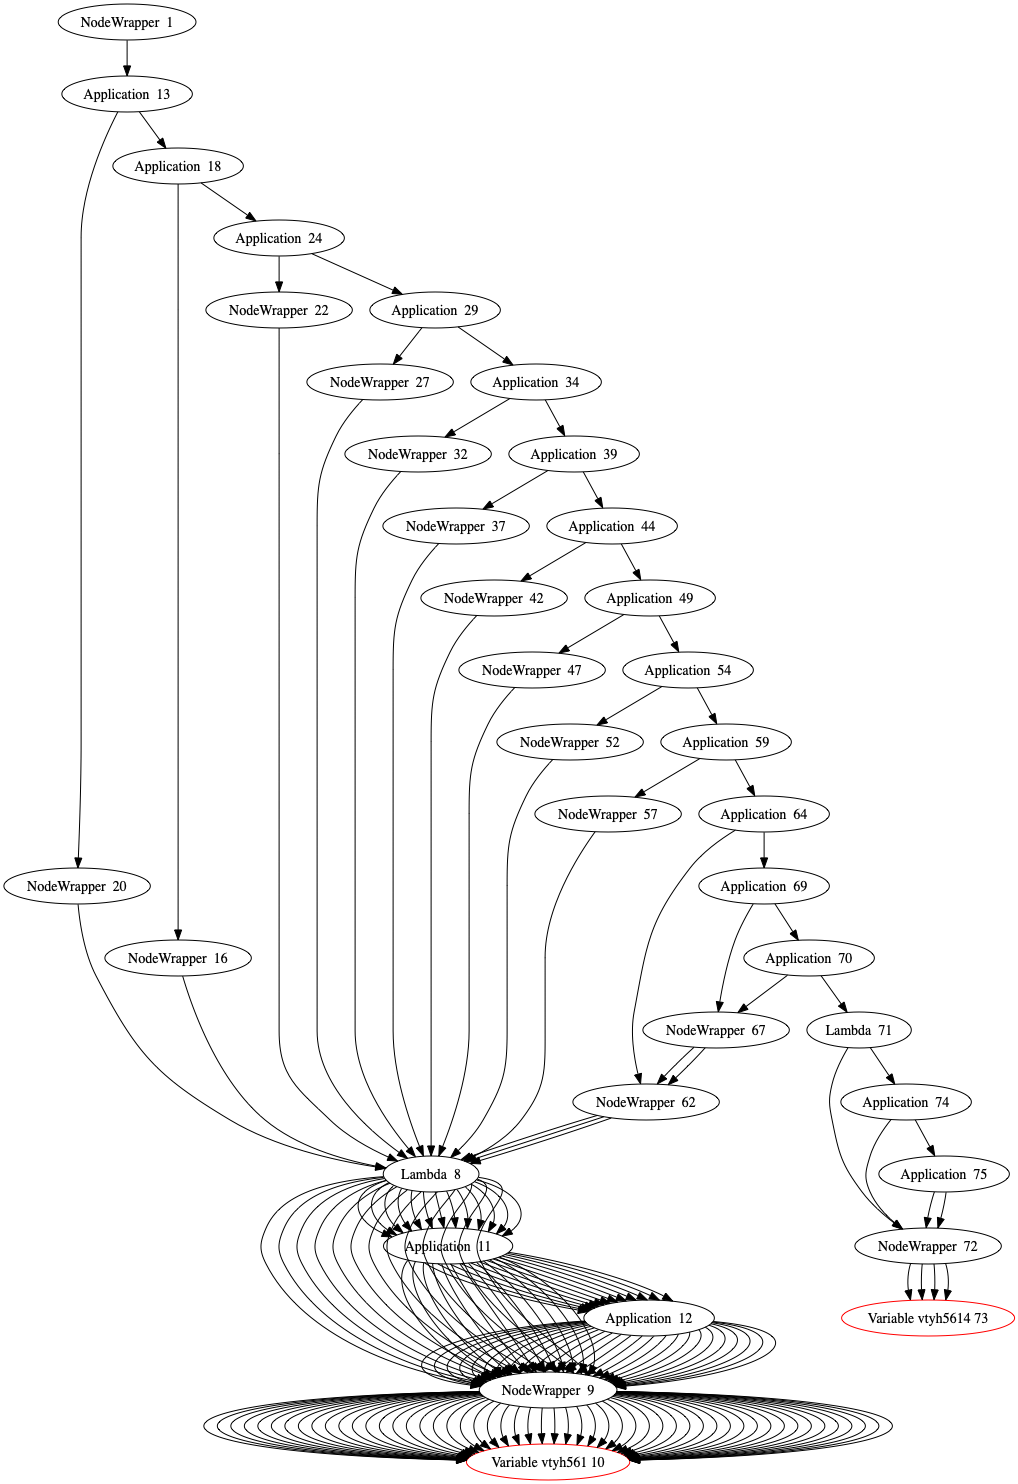 NodeWrapper 1
Application 13
Application 18
Application 24
NodeWrapper 22
Application 29
NodeWrapper 27
Application 34
NodeWrapper 32
Application 39
NodeWrapper 37
Application 44
NodeWrapper 42
Application 49
NodeWrapper 47
Application 54
NodeWrapper 52
Application 59
NodeWrapper 57
Application 64
NodeWrapper 20
Application 69
NodeWrapper 16
Application 70
NodeWrapper 67
Lambda 71
NodeWrapper 62
Application 74
Lambda 8
Application 75
Application 11
NodeWrapper 72
Application 12
Variable vtyh5614 73
NodeWrapper 9
Variable vtyh561 10